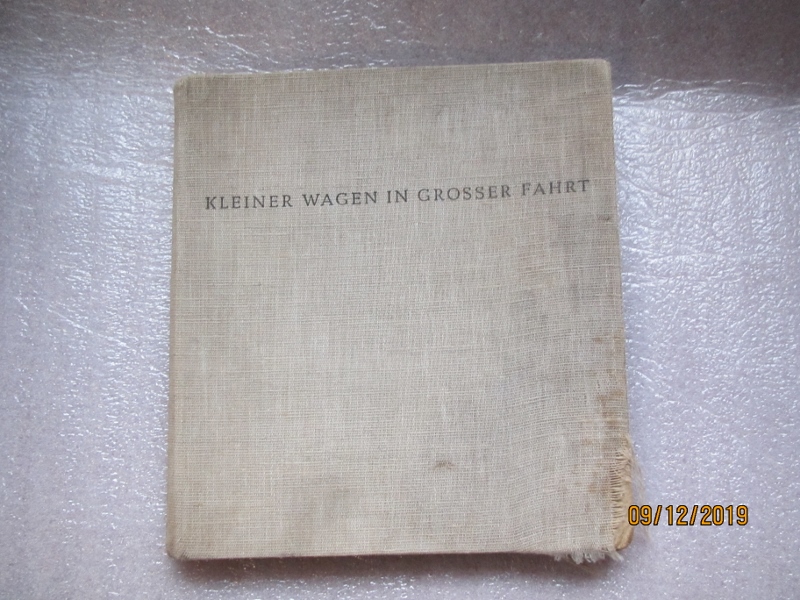 KLEINER WAGEN IN GROSSER FAHRT
09/12/2019